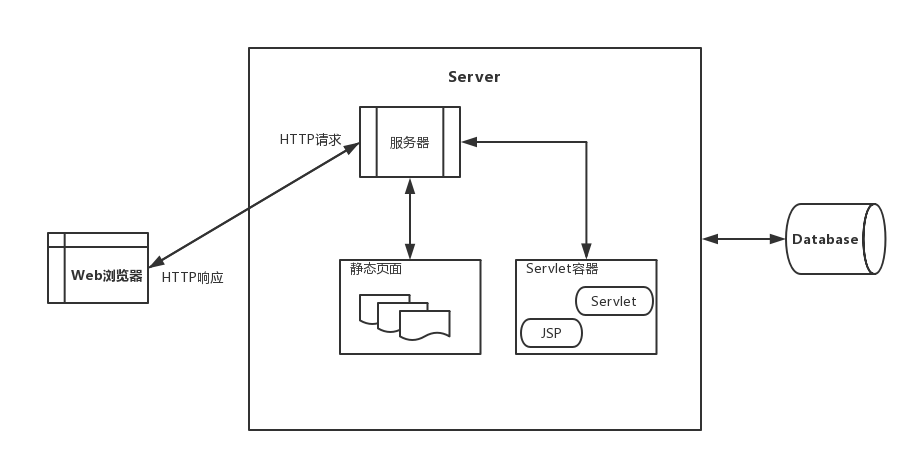 Server
HTTP请求
服务器
Web浏览器
HTTP响应
静态页面
Servlet容器
Servlet
JSP
Database